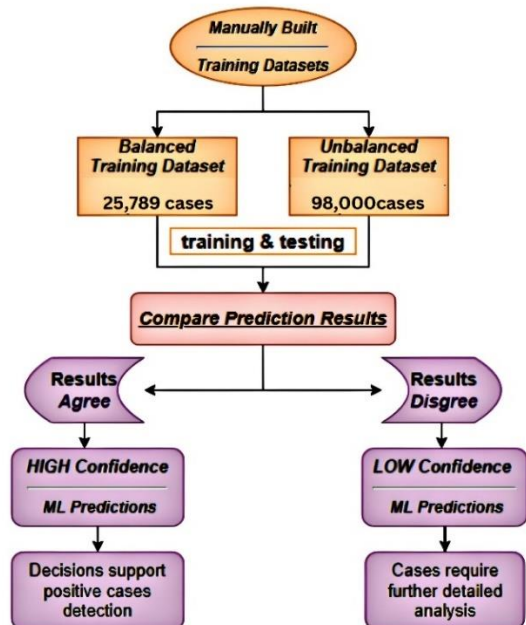 Manually Built
Training Datasets
Balanced
Training Dataset
25,789 cases
Unbalanced
Training Dataset
98,000cases
training & testing
Compare Prediction Results
Results
Agree
Results
Disgree
HIGH Confidence
ML Predictions
LOW Confidence
ML Predictions
Decisions support
positive cases
detection
Cases require
further detailed
analysis